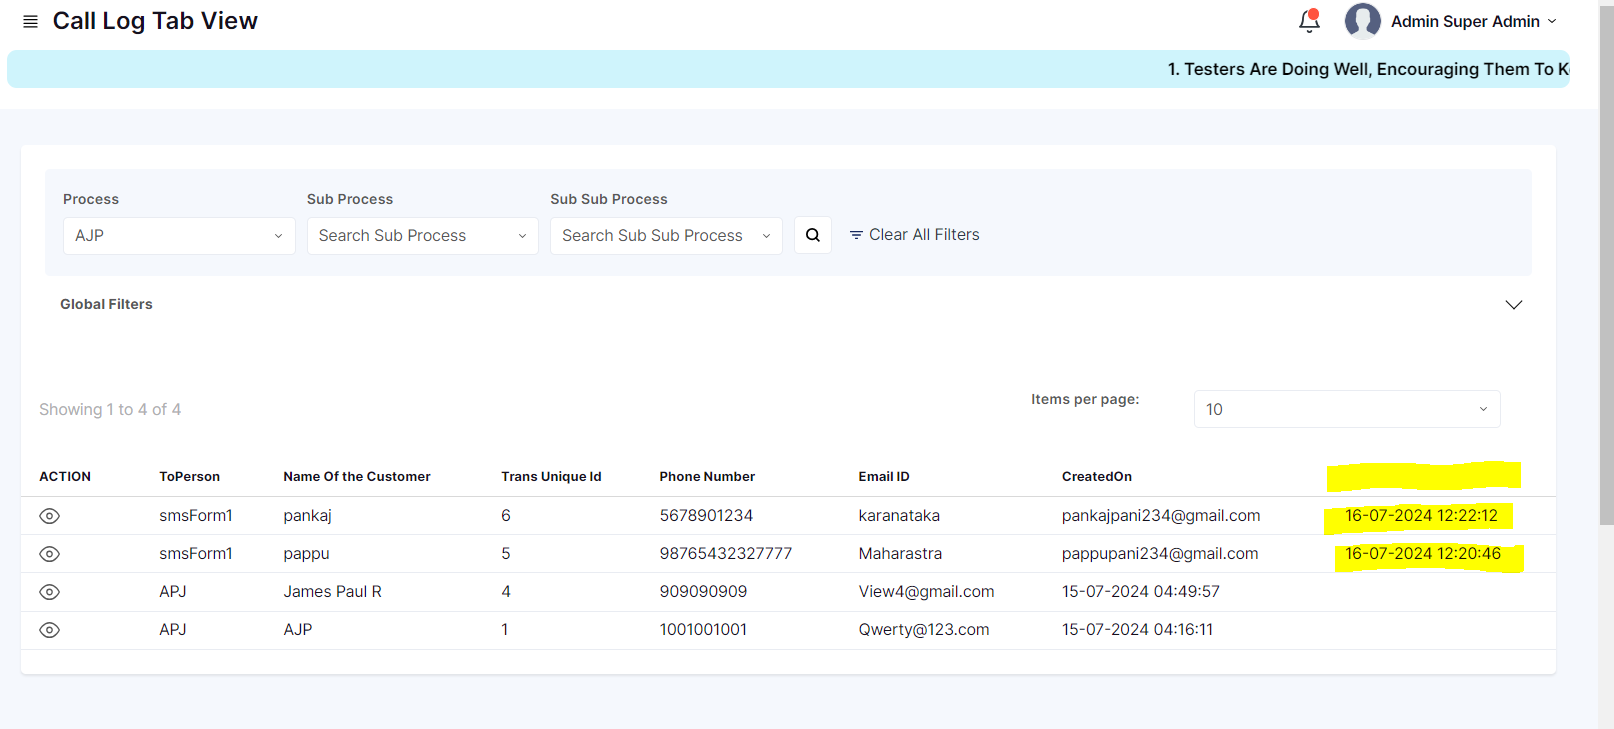 Call Log Tab View
Admin Super Admin
1. Testers Are Doing Well, Encouraging Them To K
Process
Sub Process
Sub Sub Process
AJP
Search Sub Process
Search Sub Sub Process
Clear All Filters
Global Filters
Showing 1 to 4 of 4
Items per page:
10
ACTION ToPerson Name Of the Customer Trans Unique Id Phone Number Email ID CreatedOn
smsForm1 pankaj 6 5678901234 karanataka pankajpani234@gmail.com 16-07-2024 12:22:12
smsForm1 pappu 5 98765432327777 Maharastra pappupani234@gmail.com 16-07-2024 12:20:46
APJ James Paul R 4 909090909 View4@gmail.com 15-07-2024 04:49:57
APJ AJP 1 1001001001 Qwerty@123.com 15-07-2024 04:16:11